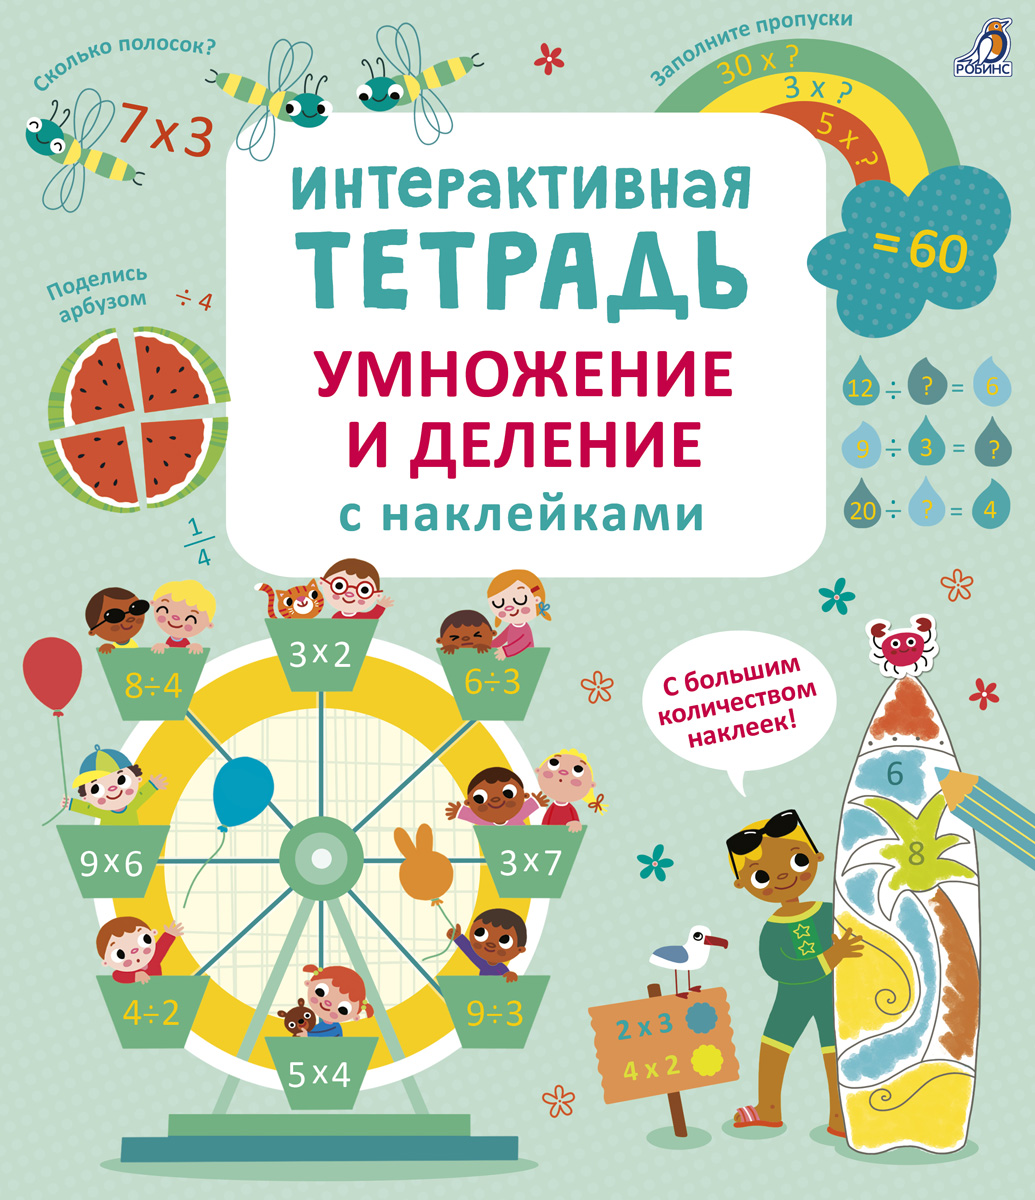 Сколько полосок?
7 x 3
Заполните пропуски
30 x ?
3 x ?
5 x ?
= 60
РОБИНС
ИНТЕРАКТИВНАЯ
ТЕТРАДЬ
УМНОЖЕНИЕ
И ДЕЛЕНИЕ
с наклейками
Поделись
арбузом
÷ 4
1
4
12 ÷ ? = 6
9 ÷ 3 = ?
20 ÷ ? = 4
8÷4
3x2
6÷3
9x6
3x7
4÷2
5x4
9÷3
С большим
количеством
наклеек!
6
8
2 x 3
4 x 2